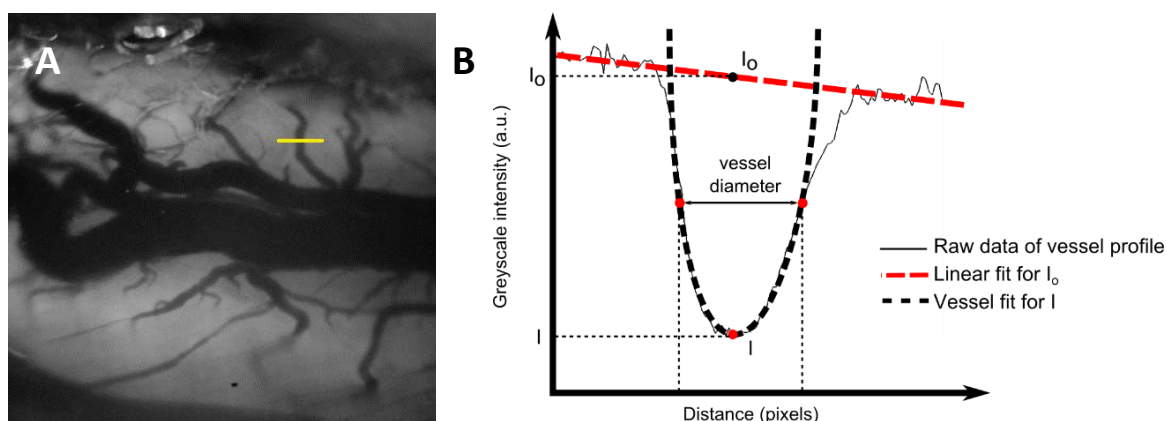 A
B
Greyscale intensity (a.u.)
Iₒ
Iₒ
vessel
diameter
I
I
Distance (pixels)
Raw data of vessel profile
Linear fit for Iₒ
Vessel fit for I